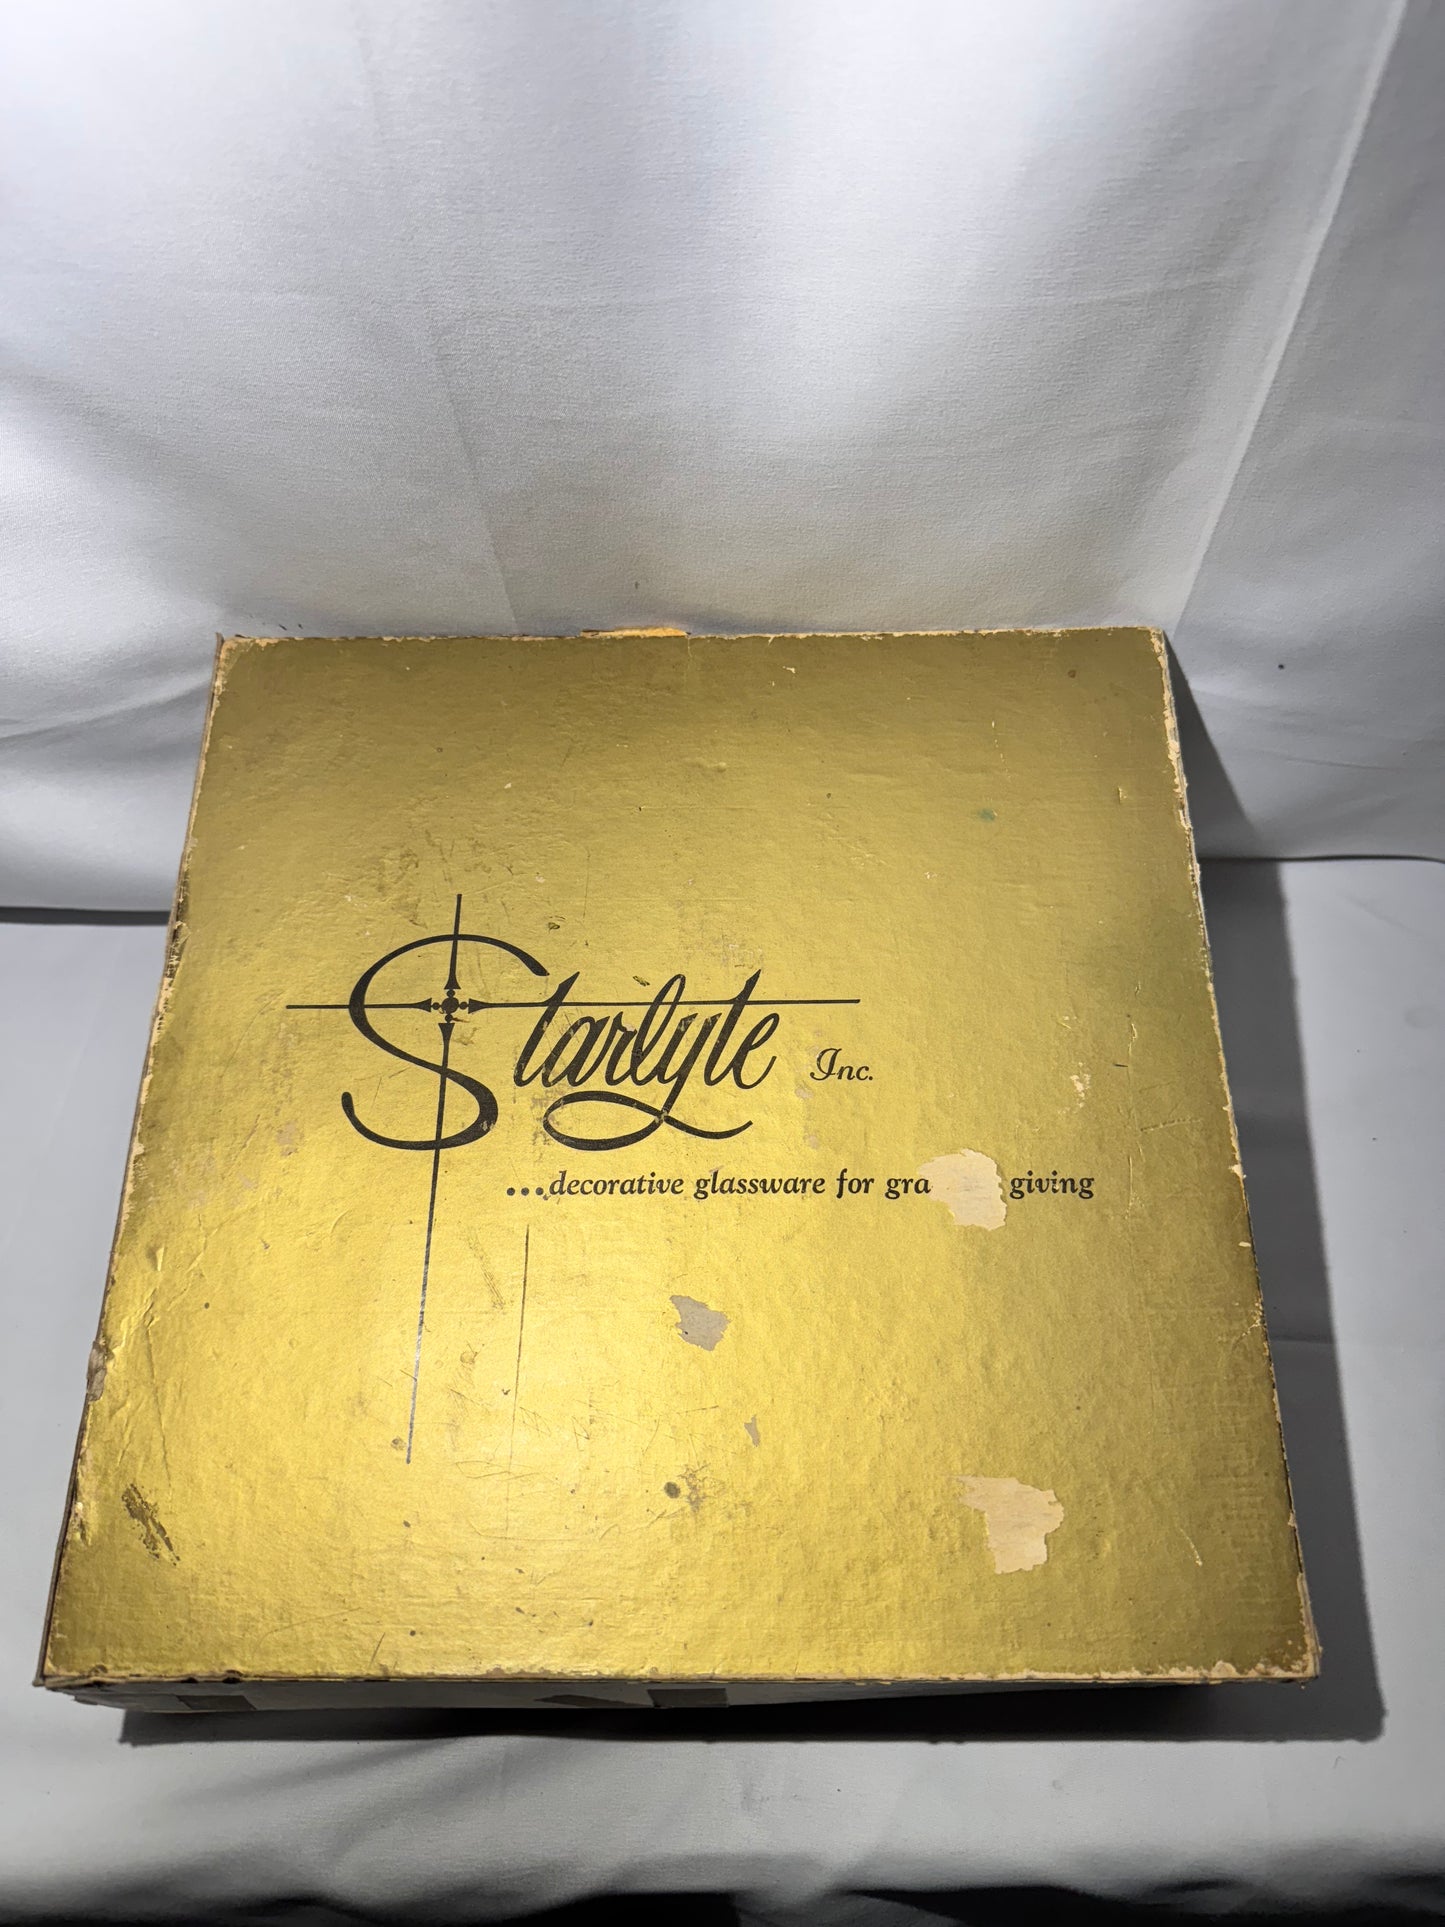 Starlyte Inc.
...decorative glassware for gra giving